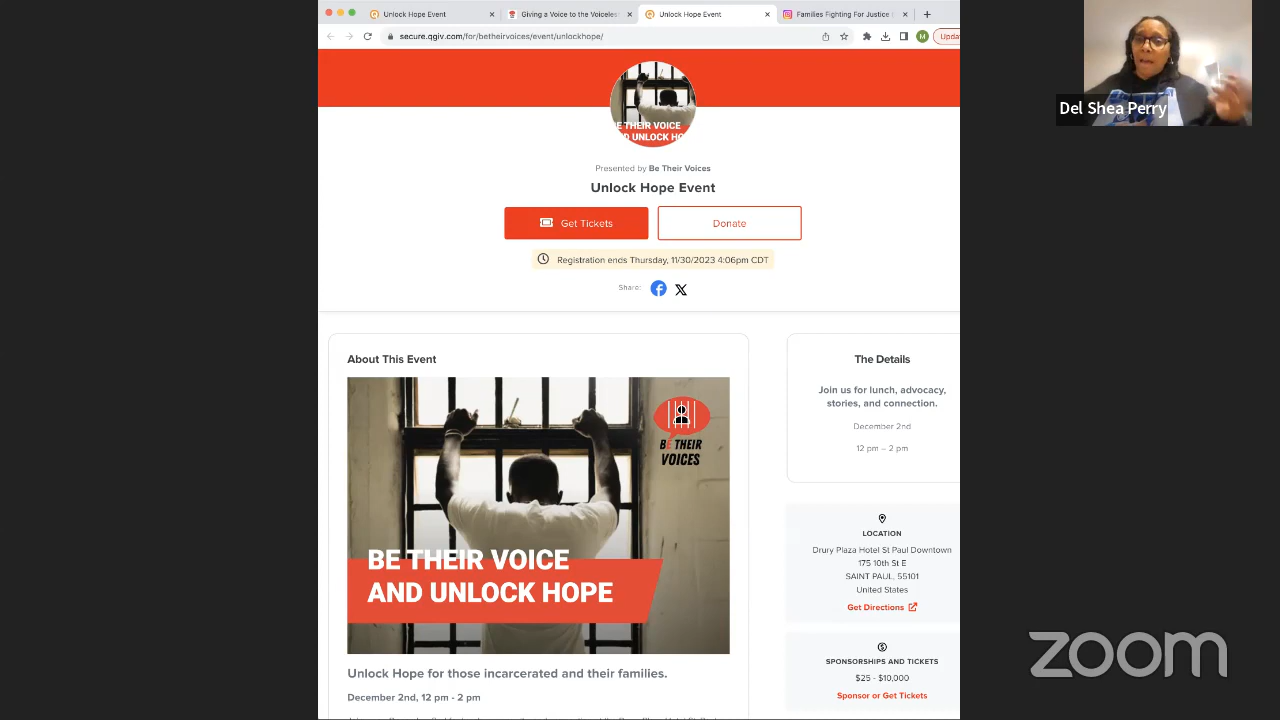 Unlock Hope Event
Giving a Voice to the Voiceless
Unlock Hope Event
Families Fighting For Justice
secure.qgiv.com/for/betheirvoices/event/unlockhope/
M
Del Shea Perry
E THEIR VOICE
D UNLOCK HO
Presented by Be Their Voices
Unlock Hope Event
Get Tickets
Donate
Registration ends Thursday, 11/30/2023 4:06pm CDT
Share:
About This Event
BE THEIR
VOICES
BE THEIR VOICE
AND UNLOCK HOPE
Unlock Hope for those incarcerated and their families.
December 2nd, 12 pm - 2 pm
The Details
Join us for lunch, advocacy,
stories, and connection.
December 2nd
12 pm – 2 pm
LOCATION
Drury Plaza Hotel St Paul Downtown
175 10th St E
SAINT PAUL, 55101
United States
Get Directions
SPONSORSHIPS AND TICKETS
$25 - $10,000
Sponsor or Get Tickets
zoom